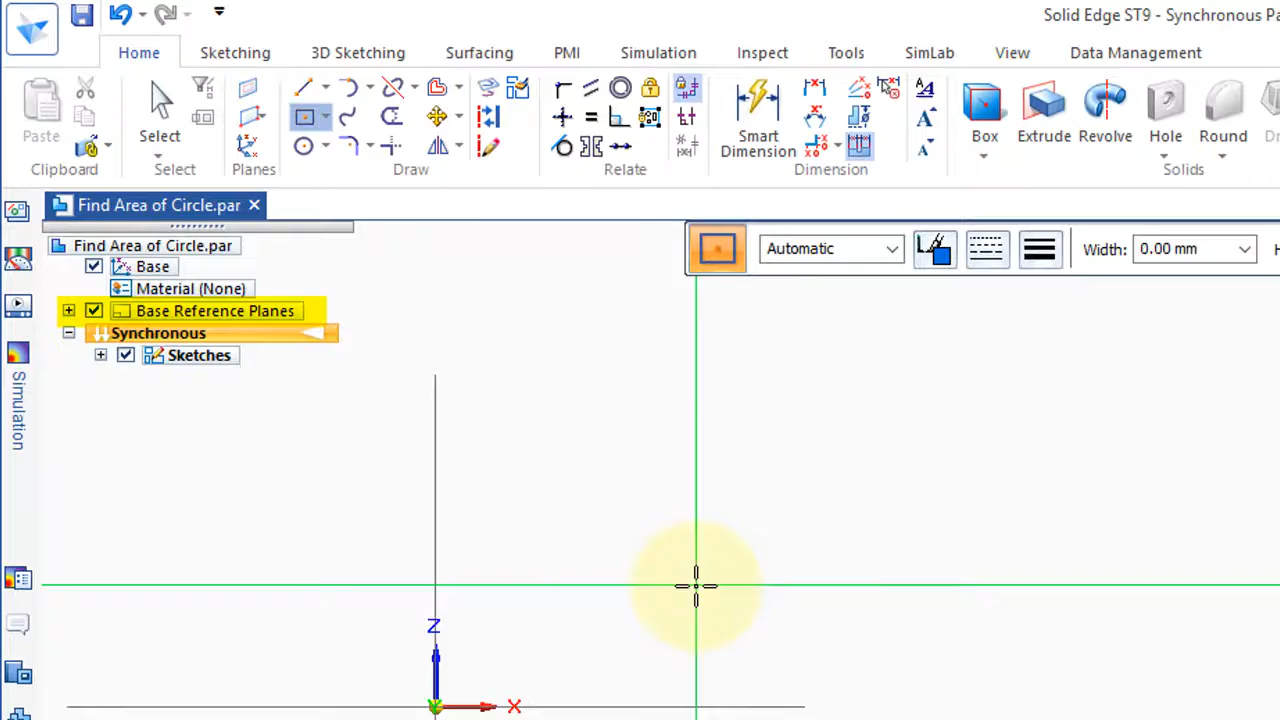 Solid Edge ST9 - Synchronous Pa
Home Sketching 3D Sketching Surfacing PMI Simulation Inspect Tools SimLab View Data Management
Paste Select Smart Dimension Box Extrude Revolve Hole Round
Clipboard Select Planes Draw Relate Dimension Solids
Find Area of Circle.par
Find Area of Circle.par
Automatic Width: 0.00 mm H
Base
Material (None)
Base Reference Planes
Synchronous
Sketches
Simulation
Z
X